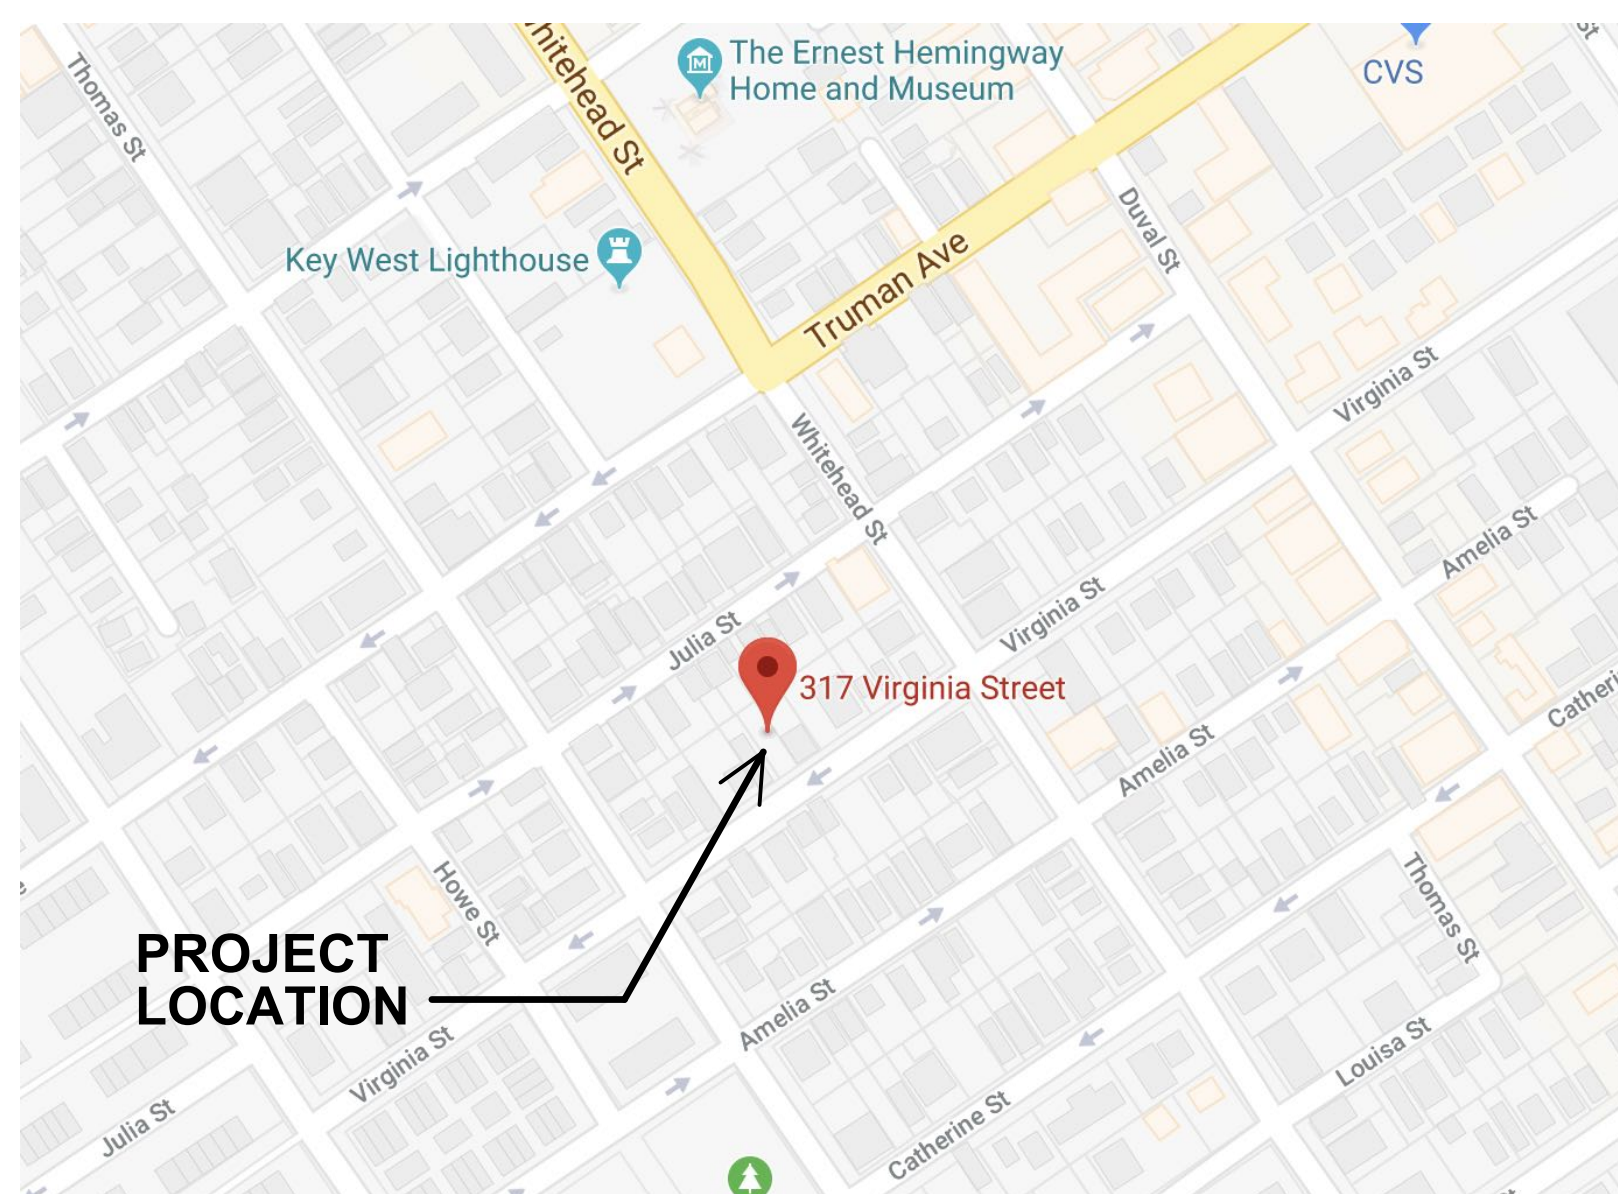 Whitehead St
The Ernest Hemingway
Home and Museum
CVS
St
Thomas St
Key West Lighthouse
Duval St
Truman Ave
Virginia St
Whitehead St
Amelia St
Julia St
Virginia St
317 Virginia Street
Amelia St
Howe St
Thomas St
PROJECT
LOCATION
Virginia St
Amelia St
Louisa St
Julia St
Catherine St